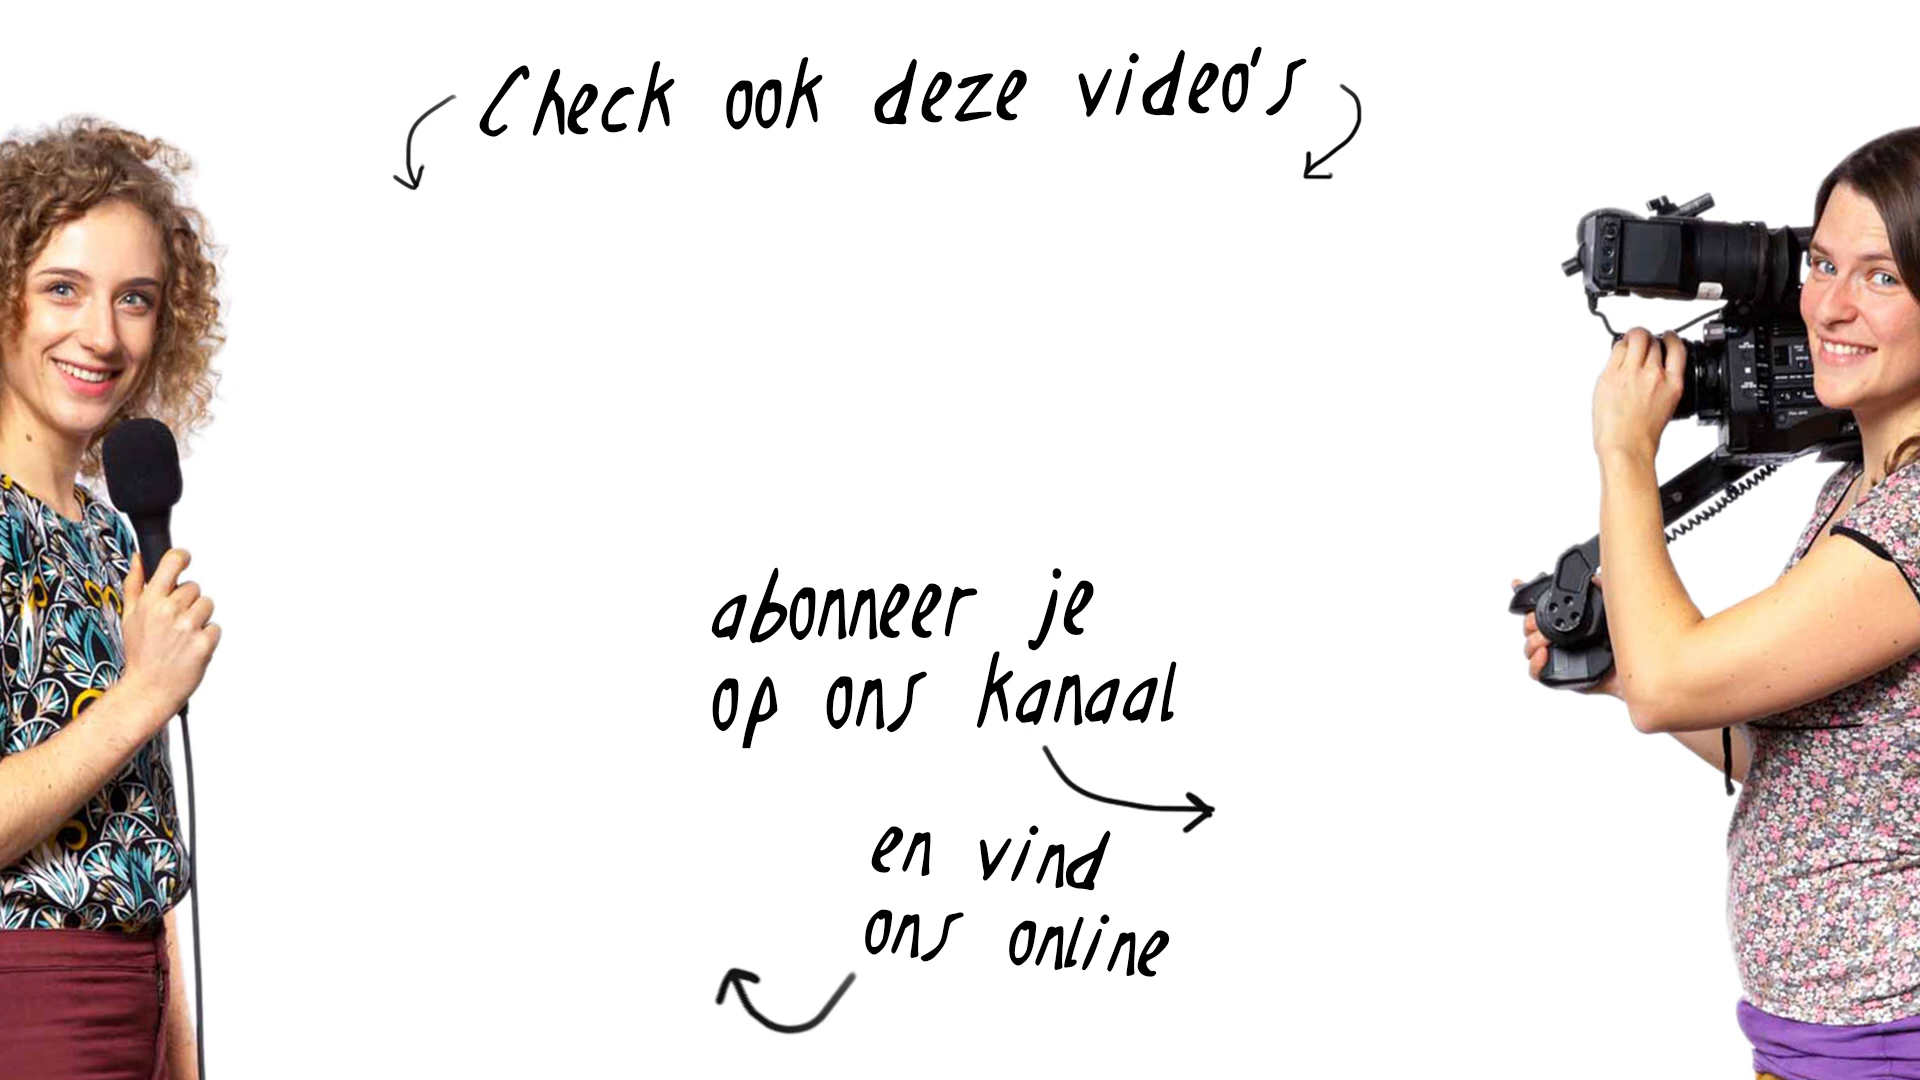 Check ook deze video's
abonneer je
op ons kanaal
en vind
ons online